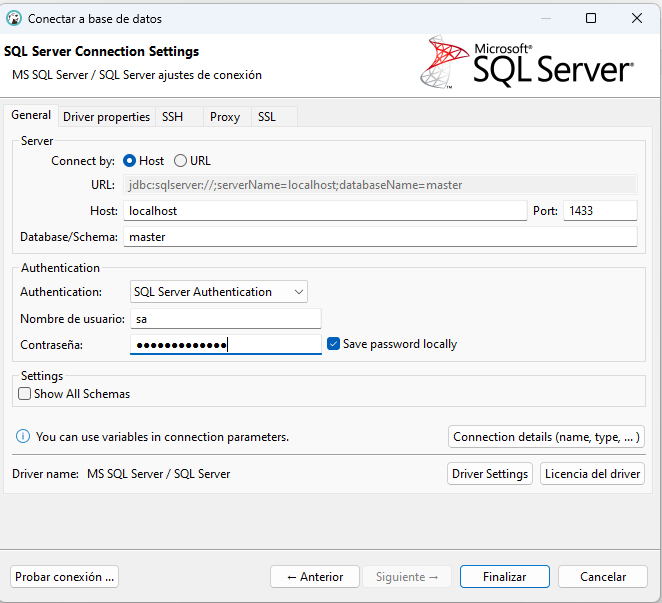 Conectar a base de datos
SQL Server Connection Settings
MS SQL Server / SQL Server ajustes de conexión
Microsoft®
SQL Server®
General Driver properties SSH Proxy SSL
Server
Connect by: Host URL
URL: jdbc:sqlserver://;serverName=localhost;databaseName=master
Host: localhost Port: 1433
Database/Schema: master
Authentication
Authentication: SQL Server Authentication
Nombre de usuario: sa
Contraseña: •••••••••••••
Save password locally
Settings
Show All Schemas
You can use variables in connection parameters.
Connection details (name, type, ... )
Driver name: MS SQL Server / SQL Server
Driver Settings Licencia del driver
Probar conexión ... ← Anterior Siguiente → Finalizar Cancelar